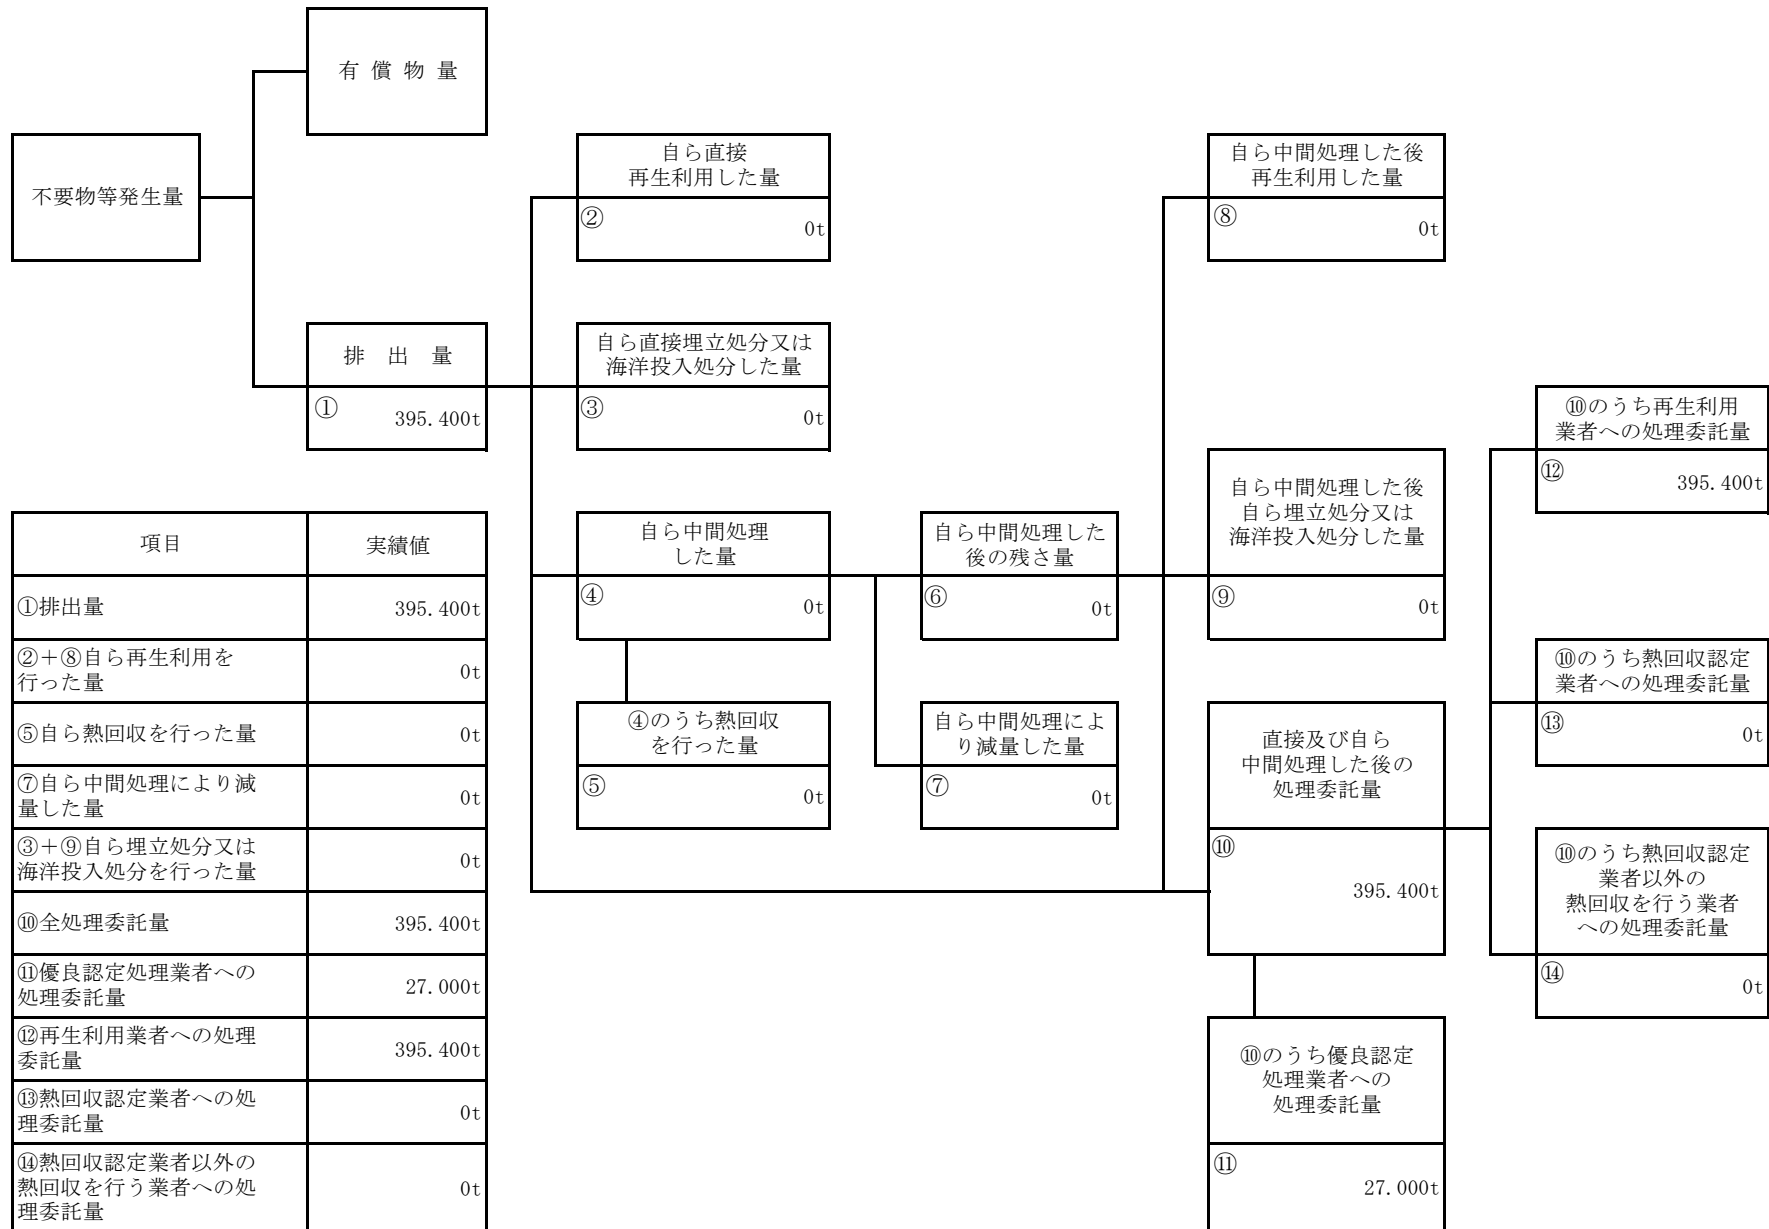 有 償 物 量
不要物等発生量
自ら直接
再生利用した量
②
0t
自ら中間処理した後
再生利用した量
⑧
0t
排 出 量
①
395.400t
自ら直接埋立処分又は
海洋投入処分した量
③
0t
⑩のうち再生利用
業者への処理委託量
⑫
395.400t
自ら中間処理
した量
④
0t
自ら中間処理した
後の残さ量
⑥
0t
自ら中間処理した後
自ら埋立処分又は
海洋投入処分した量
⑨
0t
⑩のうち熱回収認定
業者への処理委託量
⑬
0t
④のうち熱回収
を行った量
⑤
0t
自ら中間処理によ
り減量した量
⑦
0t
直接及び自ら
中間処理した後の
処理委託量
⑩
395.400t
⑩のうち熱回収認定
業者以外の
熱回収を行う業者
への処理委託量
⑭
0t
⑩のうち優良認定
処理業者への
処理委託量
⑪
27.000t
項目
実績値
①排出量
395.400t
②+⑧自ら再生利用を
行った量
0t
⑤自ら熱回収を行った量
0t
⑦自ら中間処理により減
量した量
0t
③+⑨自ら埋立処分又は
海洋投入処分を行った量
0t
⑩全処理委託量
395.400t
⑪優良認定処理業者への
処理委託量
27.000t
⑫再生利用業者への処理
委託量
395.400t
⑬熱回収認定業者への処
理委託量
0t
⑭熱回収認定業者以外の
熱回収を行う業者への処
理委託量
0t